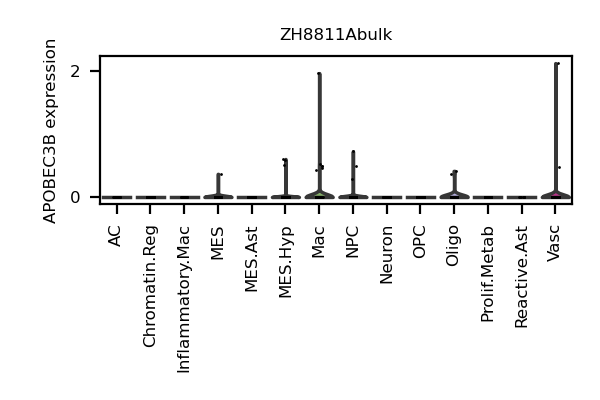 ZH8811Abulk
APOBEC3B expression
2
0
AC
Chromatin.Reg
Inflammatory.Mac
MES
MES.Ast
MES.Hyp
Mac
NPC
Neuron
OPC
Oligo
Prolif.Metab
Reactive.Ast
Vasc